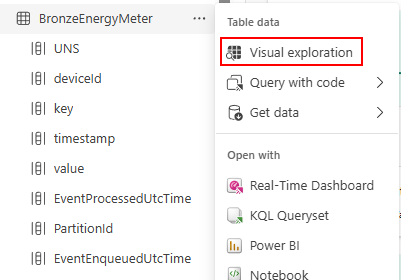 BronzeEnergyMeter
UNS
deviceId
key
timestamp
value
EventProcessedUtcTime
PartitionId
EventEnqueuedUtcTime
Table data
Visual exploration
Query with code
Get data
Open with
Real-Time Dashboard
KQL Queryset
Power BI
Notebook